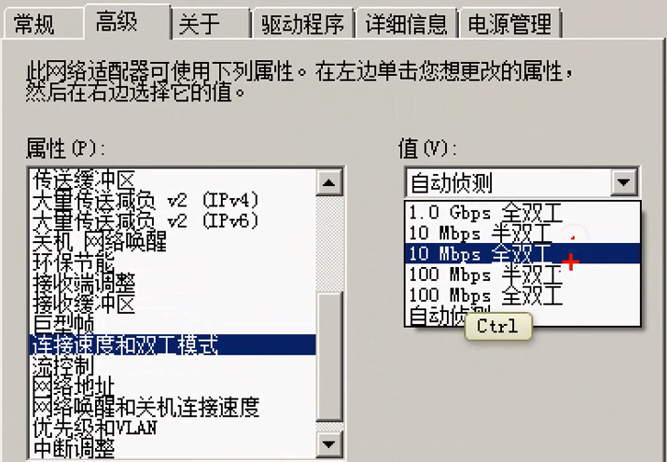 常规 高级 关于 驱动程序 详细信息 电源管理
此网络适配器可使用下列属性。在左边单击您想更改的属性，
然后在右边选择它的值。
属性(P):
传送缓冲区
大量传送减负 v2 (IPv4)
大量传送减负 v2 (IPv6)
关机 网络唤醒
环保节能
接收端调整
接收缓冲区
巨型帧
连接速度和双工模式
流控制
网络地址
网络唤醒和关机连接速度
优先级和VLAN
中断调整
值(V):
自动侦测
1.0 Gbps 全双工
10 Mbps 半双工
10 Mbps 全双工
100 Mbps 半双工
100 Mbps 全双工
自动侦测
Ctrl